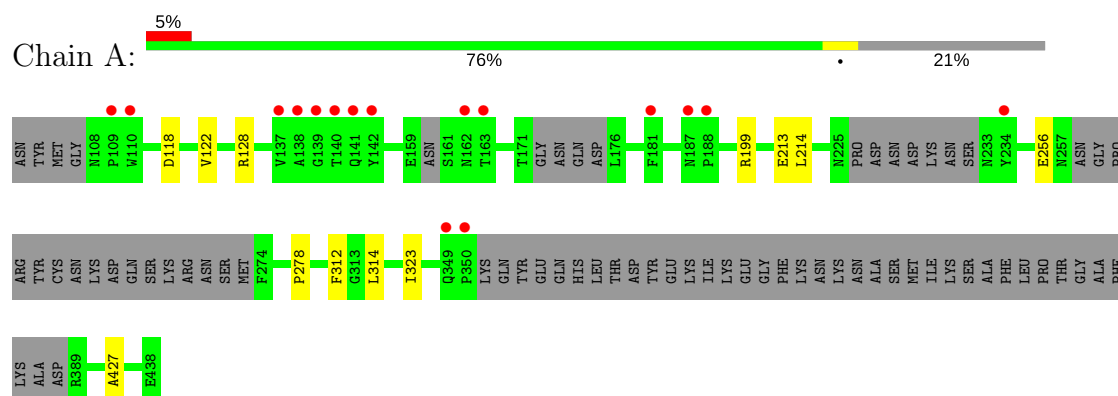 5%
Chain A:
76% • 21%
ASN TYR MET GLY N108 P109 W110 D118 V122 R128 V137 A138 G139 T140 Q141 Y142 E159 ASN S161 N162 T163 T171 GLY ASN GLN ASP L176 F181 N187 P188 R199 E213 L214 N225 PRO ASP ASN ASP LYS ASN SER N233 Y234 E256 N257 ASN GLY PRO
ARG TYR CYS ASN LYS ASP GLN SER LYS ARG ASN SER MET F274 P278 F312 G313 L314 I323 Q349 P350 LYS GLN TYR GLU GLN HIS LEU THR ASP TYR GLU LYS ILE LYS GLU GLY PHE LYS ASN LYS ASN ALA SER MET ILE LYS SER ALA PHE LEU PRO THR GLY ALA PHE
LYS ALA ASP R389 A427 E438